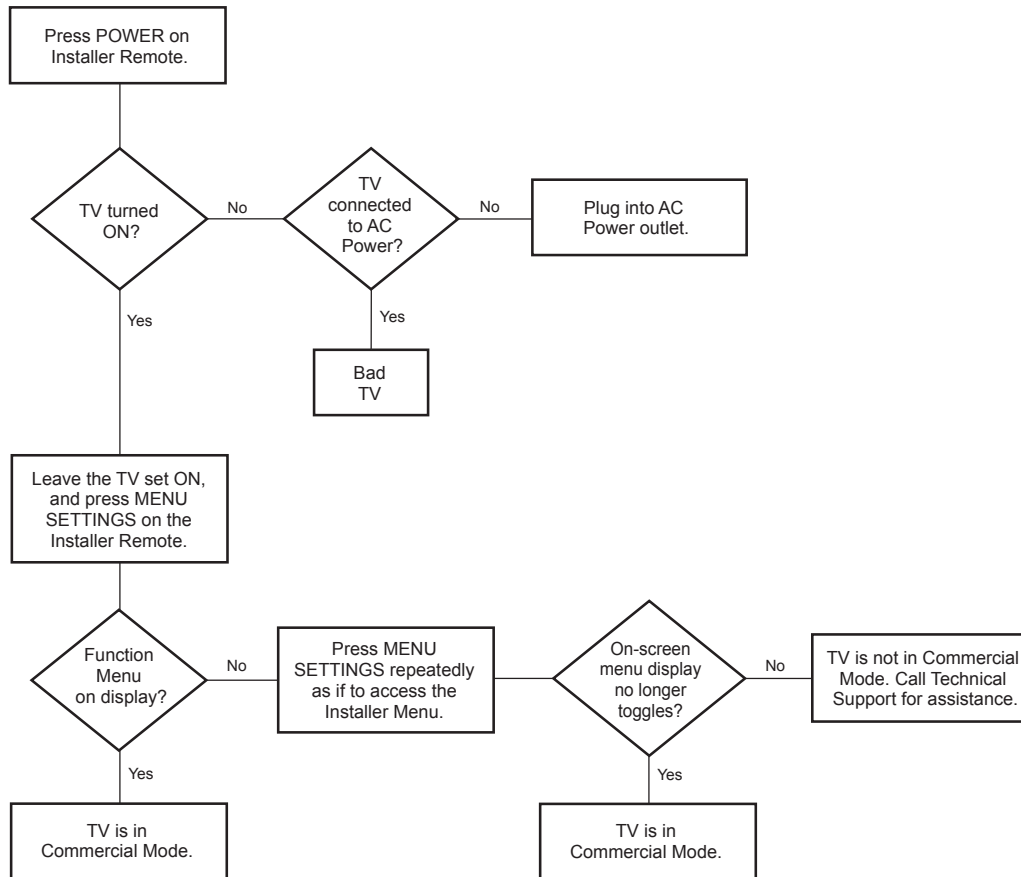 Press POWER on
Installer Remote.
TV turned
ON?
No
TV
connected
to AC
Power?
No
Plug into AC
Power outlet.
Yes
Yes
Bad
TV
Leave the TV set ON,
and press MENU
SETTINGS on the
Installer Remote.
Function
Menu
on display?
No
Press MENU
SETTINGS repeatedly
as if to access the
Installer Menu.
On-screen
menu display
no longer
toggles?
No
TV is not in Commercial
Mode. Call Technical
Support for assistance.
Yes
TV is in
Commercial Mode.
Yes
TV is in
Commercial Mode.